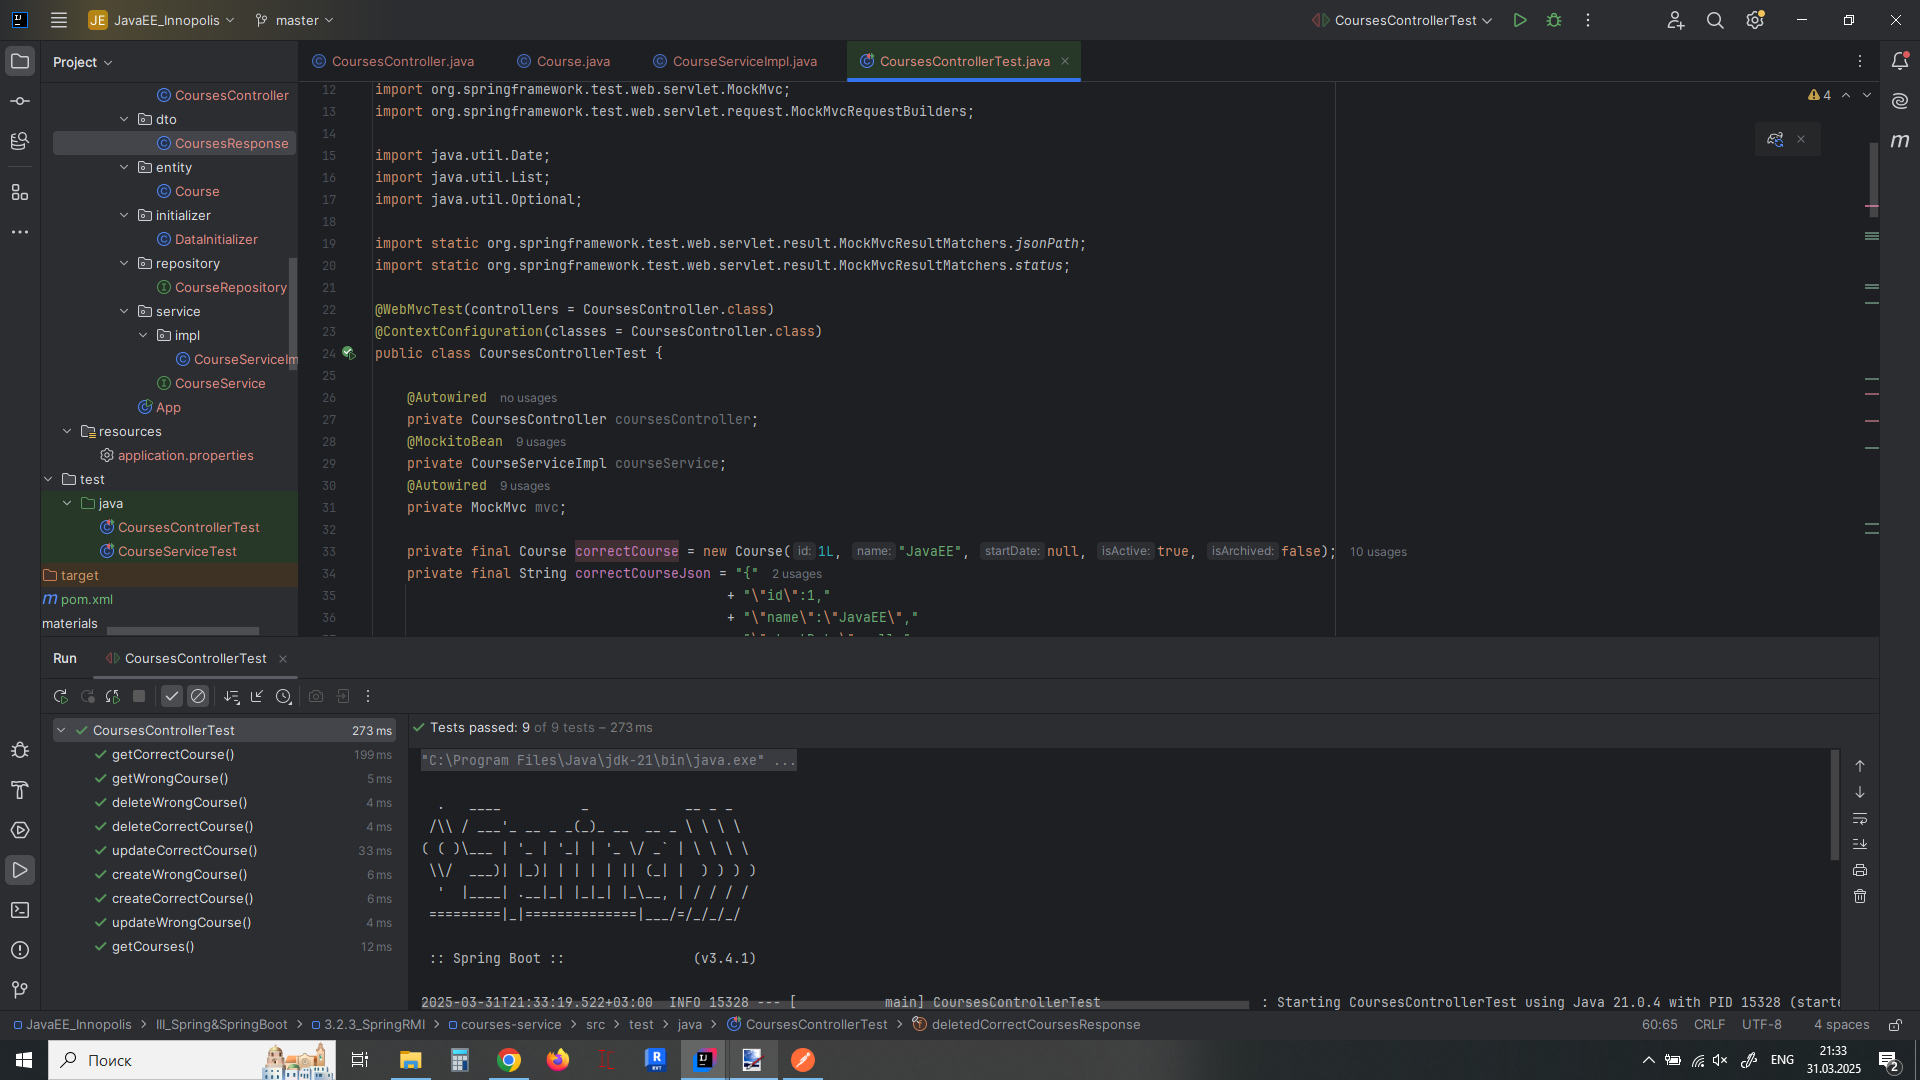 JE JavaEE_Innopolis master CoursesControllerTest
Project
CoursesController.java Course.java CourseServiceImpl.java CoursesControllerTest.java
CoursesController
dto
CoursesResponse
entity
Course
initializer
DataInitializer
repository
CourseRepository
service
impl
CourseServiceIm
CourseService
App
resources
application.properties
test
java
CoursesControllerTest
CourseServiceTest
target
m pom.xml
materials
4
12 import org.springframework.test.web.servlet.MockMvc;
13 import org.springframework.test.web.servlet.request.MockMvcRequestBuilders;
14
15 import java.util.Date;
16 import java.util.List;
17 import java.util.Optional;
18
19 import static org.springframework.test.web.servlet.result.MockMvcResultMatchers.jsonPath;
20 import static org.springframework.test.web.servlet.result.MockMvcResultMatchers.status;
21
22 @WebMvcTest(controllers = CoursesController.class)
23 @ContextConfiguration(classes = CoursesController.class)
24 public class CoursesControllerTest {
25
26 @Autowired no usages
27 private CoursesController coursesController;
28 @MockitoBean 9 usages
29 private CourseServiceImpl courseService;
30 @Autowired 9 usages
31 private MockMvc mvc;
32
33 private final Course correctCourse = new Course( id: 1L, name: "JavaEE", startDate: null, isActive: true, isArchived: false); 10 usages
34 private final String correctCourseJson = "{" 2 usages
35 + "\"id\":1,"
36 + "\"name\":\"JavaEE\","
m
Run CoursesControllerTest
CoursesControllerTest 273 ms
getCorrectCourse() 199 ms
getWrongCourse() 5 ms
deleteWrongCourse() 4 ms
deleteCorrectCourse() 4 ms
updateCorrectCourse() 33 ms
createWrongCourse() 6 ms
createCorrectCourse() 6 ms
updateWrongCourse() 4 ms
getCourses() 12 ms
Tests passed: 9 of 9 tests – 273 ms
"C:\Program Files\Java\jdk-21\bin\java.exe" ...
  .   ____          _            __ _ _
 /\\ / ___'_ __ _ _(_)_ __  __ _ \ \ \ \
( ( )\___ | '_ | '_| | '_ \/ _` | \ \ \ \
 \\/  ___)| |_)| | | | | || (_| |  ) ) ) )
  '  |____| .__|_| |_|_| |_\__, | / / / /
 =========|_|==============|___/=/_/_/_/
:: Spring Boot :: (v3.4.1)
2025-03-31T21:33:19.522+03:00 INFO 15328 --- [ main] CoursesControllerTest : Starting CoursesControllerTest using Java 21.0.4 with PID 15328 (starte
JavaEE_Innopolis > III_Spring&SpringBoot > 3.2.3_SpringRMI > courses-service > src > test > java > CoursesControllerTest > deletedCorrectCoursesResponse 60:65 CRLF UTF-8 4 spaces
Поиск ENG 21:33
31.03.2025 2